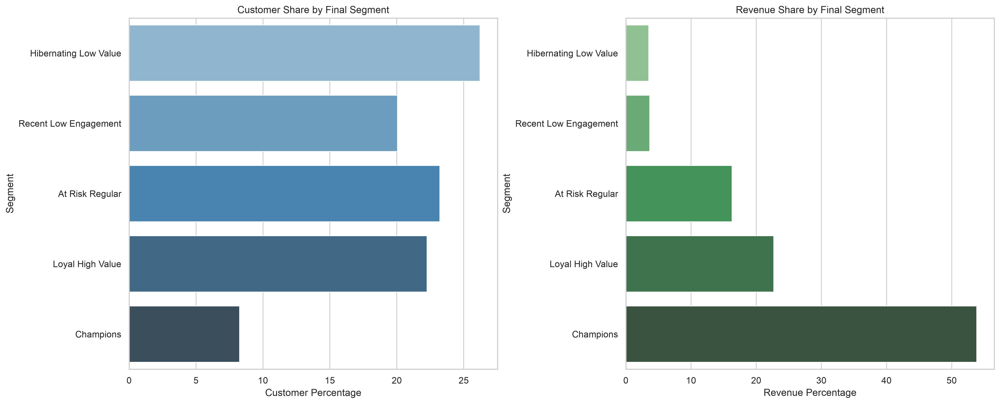 Customer Share by Final Segment
Segment
Hibernating Low Value
Recent Low Engagement
At Risk Regular
Loyal High Value
Champions
0 5 10 15 20 25
Customer Percentage
Revenue Share by Final Segment
Segment
Hibernating Low Value
Recent Low Engagement
At Risk Regular
Loyal High Value
Champions
0 10 20 30 40 50
Revenue Percentage